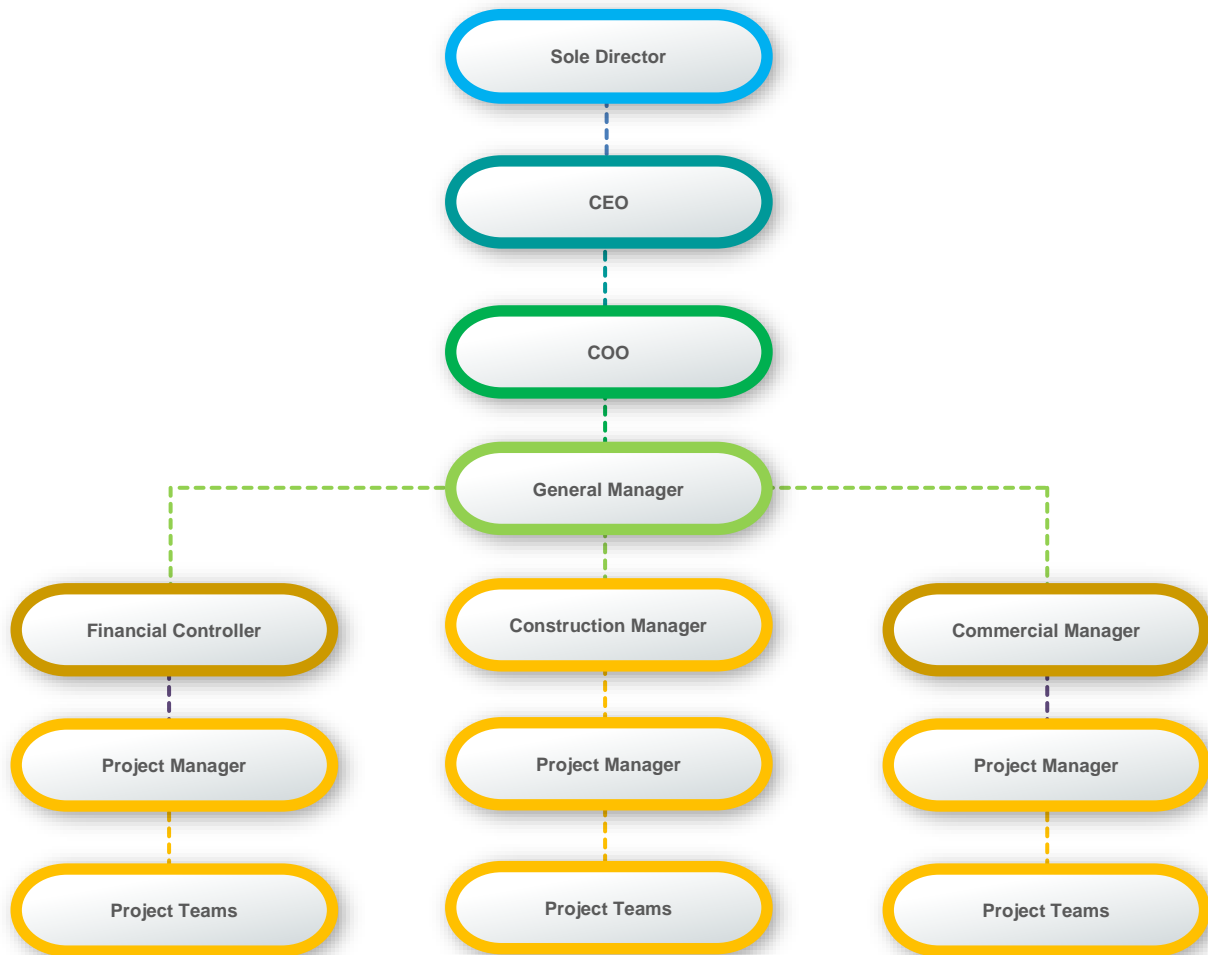 Sole Director
CEO
COO
General Manager
Financial Controller
Construction Manager
Commercial Manager
Project Manager
Project Manager
Project Manager
Project Teams
Project Teams
Project Teams